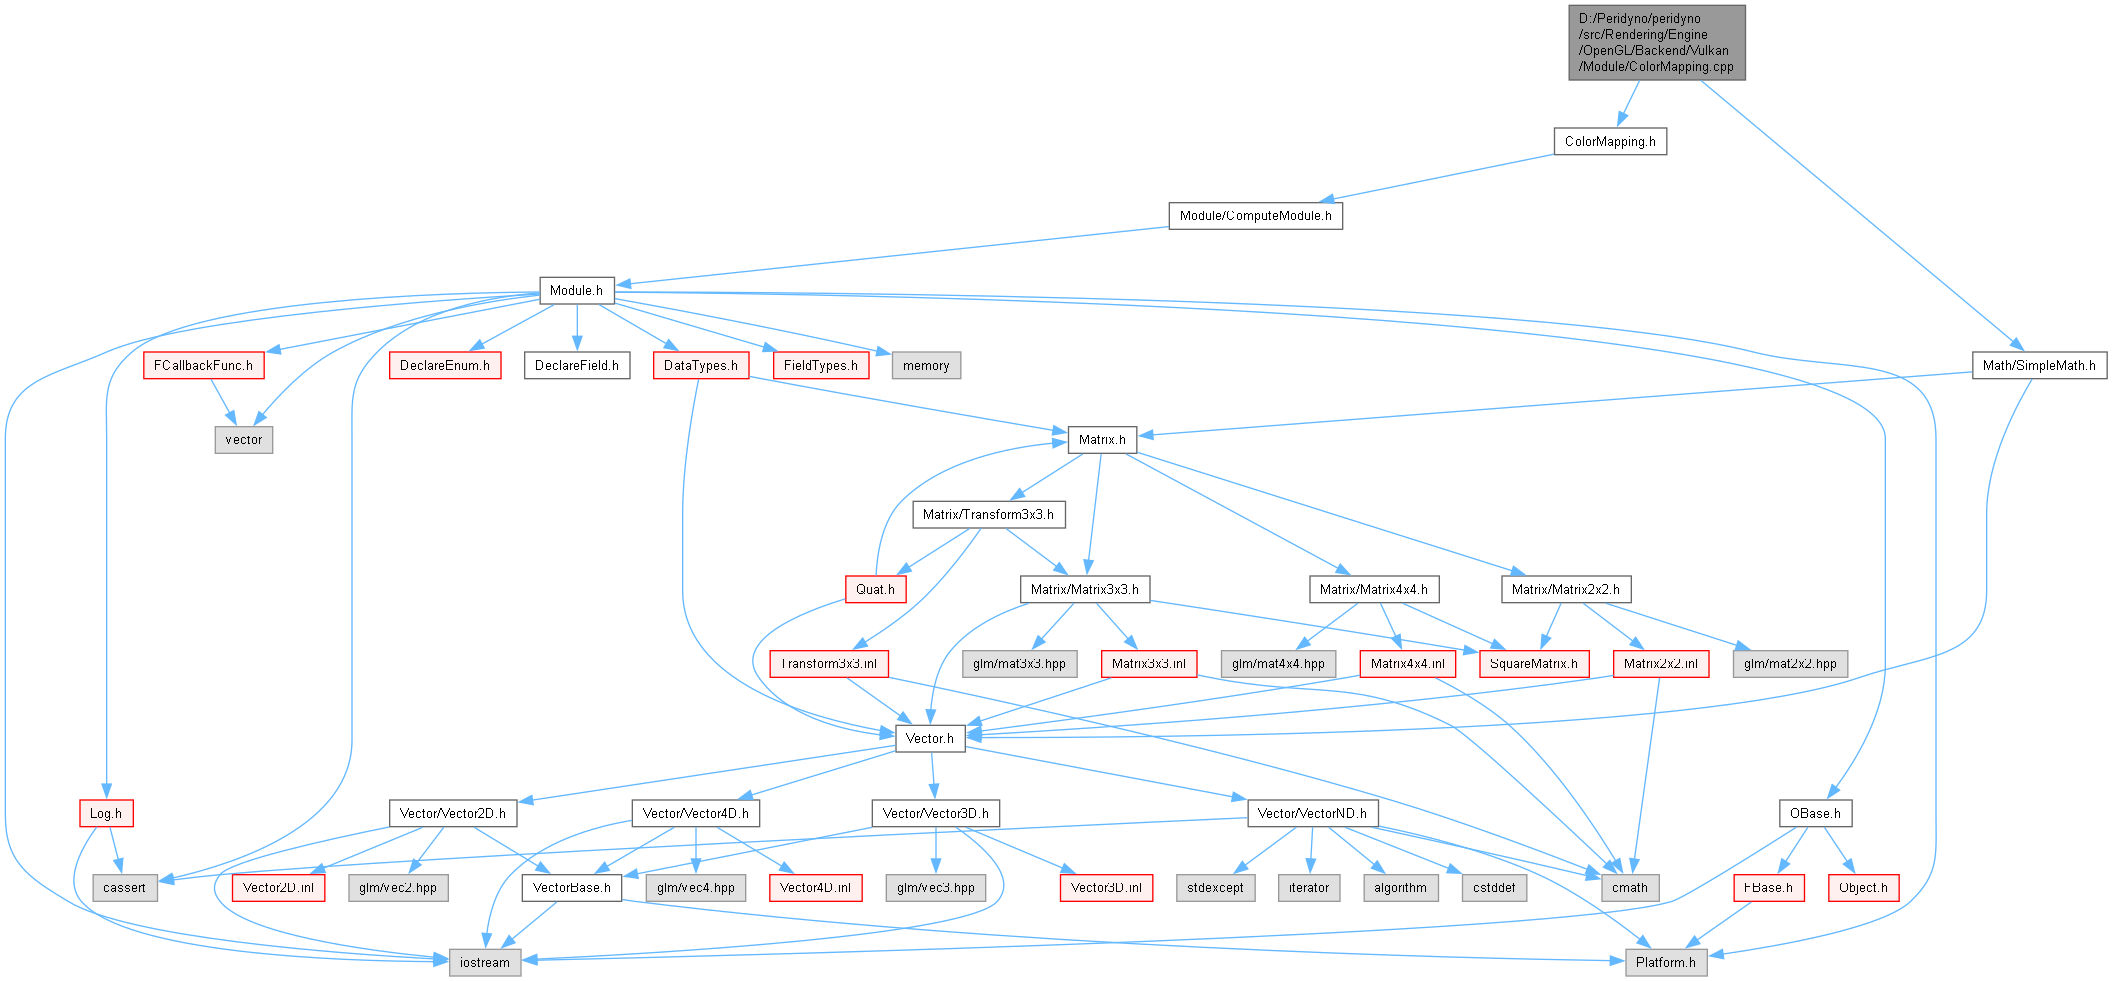 D:/Peridyno/peridyno
/src/Rendering/Engine
/OpenGL/Backend/Vulkan
/Module/ColorMapping.cpp
ColorMapping.h
Module/ComputeModule.h
Module.h
FCallbackFunc.h
DeclareEnum.h
DeclareField.h
DataTypes.h
FieldTypes.h
memory
Math/SimpleMath.h
vector
Matrix.h
Matrix/Transform3x3.h
Quat.h
Matrix/Matrix3x3.h
Matrix/Matrix4x4.h
Matrix/Matrix2x2.h
Transform3x3.inl
glm/mat3x3.hpp
Matrix3x3.inl
glm/mat4x4.hpp
Matrix4x4.inl
SquareMatrix.h
Matrix2x2.inl
glm/mat2x2.hpp
Vector.h
Log.h
Vector/Vector2D.h
Vector/Vector4D.h
Vector/Vector3D.h
Vector/VectorND.h
OBase.h
cassert
Vector2D.inl
glm/vec2.hpp
VectorBase.h
glm/vec4.hpp
Vector4D.inl
glm/vec3.hpp
Vector3D.inl
stdexcept
iterator
algorithm
cstddef
cmath
FBase.h
Object.h
iostream
Platform.h